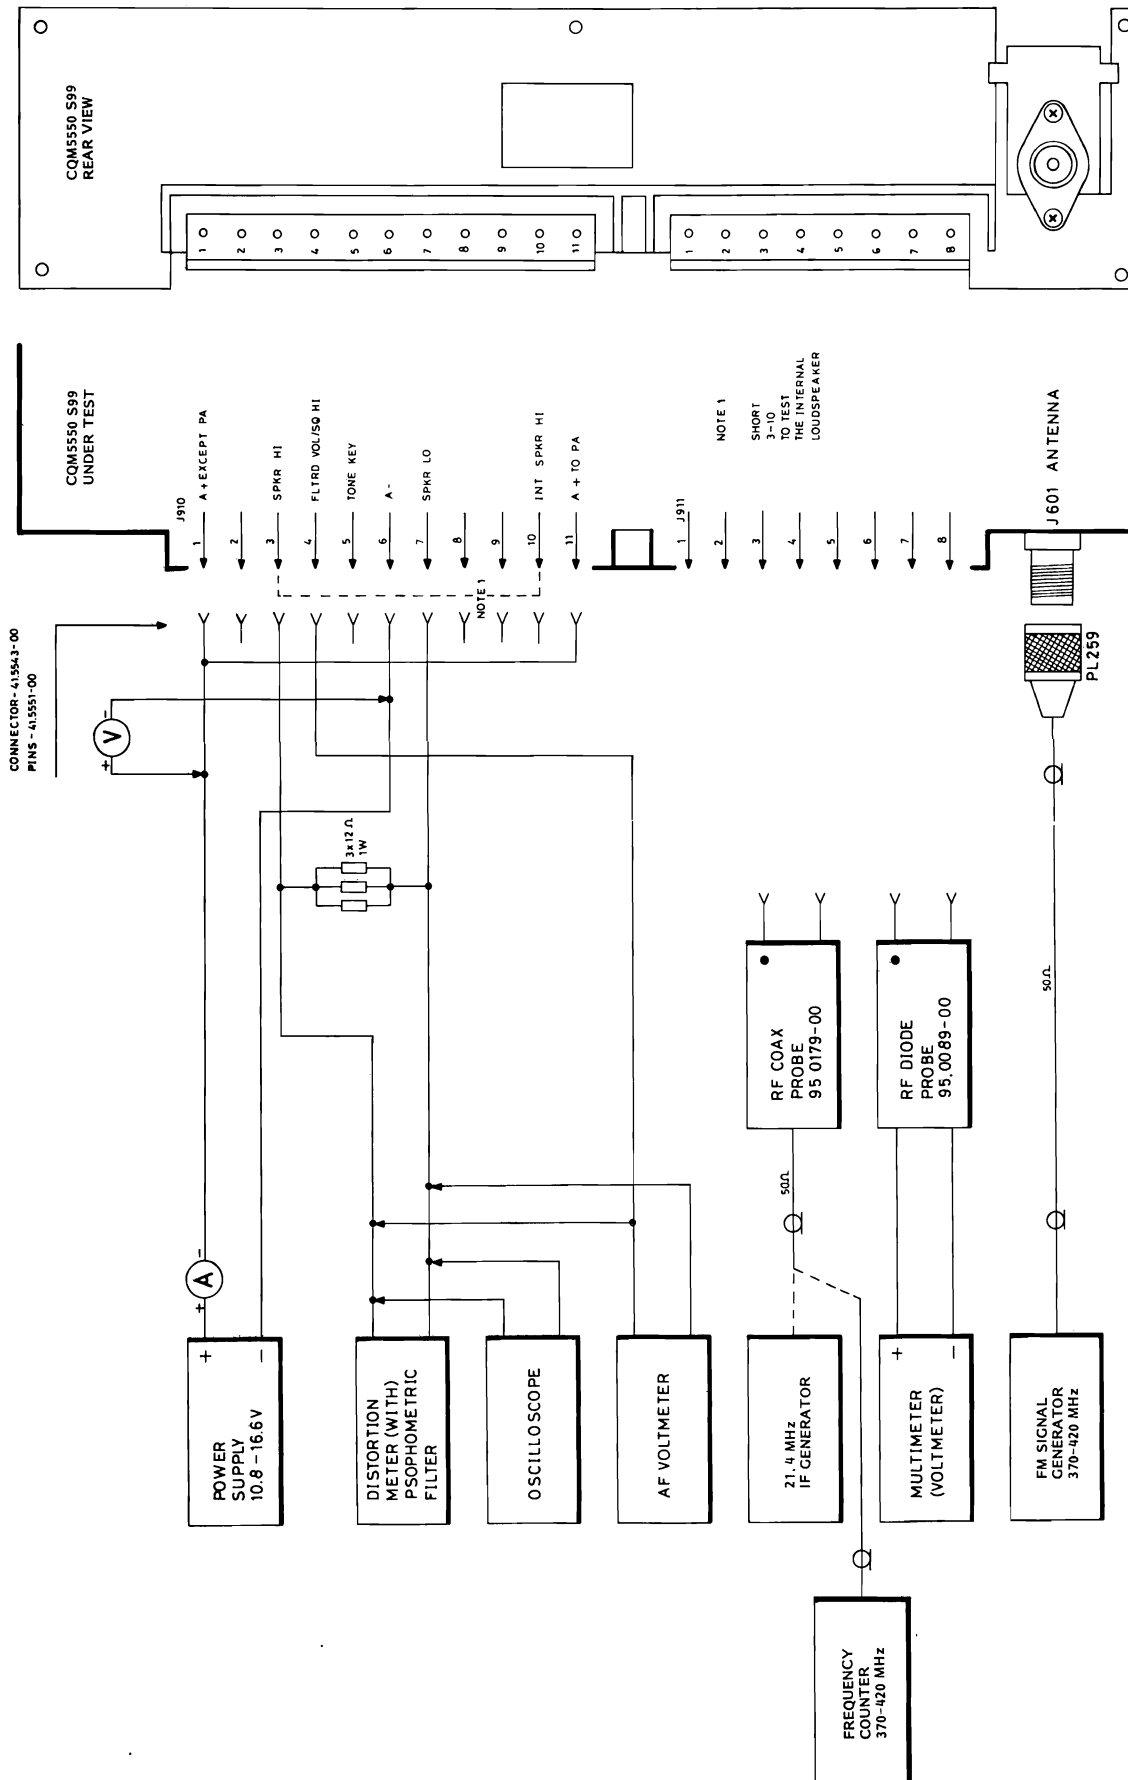 CQM5550 S99
REAR VIEW
1
2
3
4
5
6
7
8
9
10
11
1
2
3
4
5
6
7
8
CQM5550 S99
UNDER TEST
J910
1 A+EXCEPT PA
2
3 SPKR HI
4 FLTRD VOL/SQ HI
5 TONE KEY
6 A-
7 SPKR LO
8
9
10 INT SPKR HI
11 A + TO PA
NOTE 1
J911
1
2
3
4
5
6
7
8
NOTE 1
SHORT
3-10
TO TEST
THE INTERNAL
LOUDSPEAKER
J601 ANTENNA
PL259
CONNECTOR-41.5543-00
PINS-41.5551-00
+ V -
3x12Ω
1W
+ A -
POWER
SUPPLY
10.8-16.6V
+
-
DISTORTION
METER (WITH)
PSOPHOMETRIC
FILTER
OSCILLOSCOPE
AF VOLTMETER
RF COAX
PROBE
95 0179-00
50Ω
21.4 MHz
IF GENERATOR
RF DIODE
PROBE
95.0089-00
MULTIMETER
(VOLTMETER)
+
-
50Ω
FM SIGNAL
GENERATOR
370-420 MHz
FREQUENCY
COUNTER
370-420 MHz